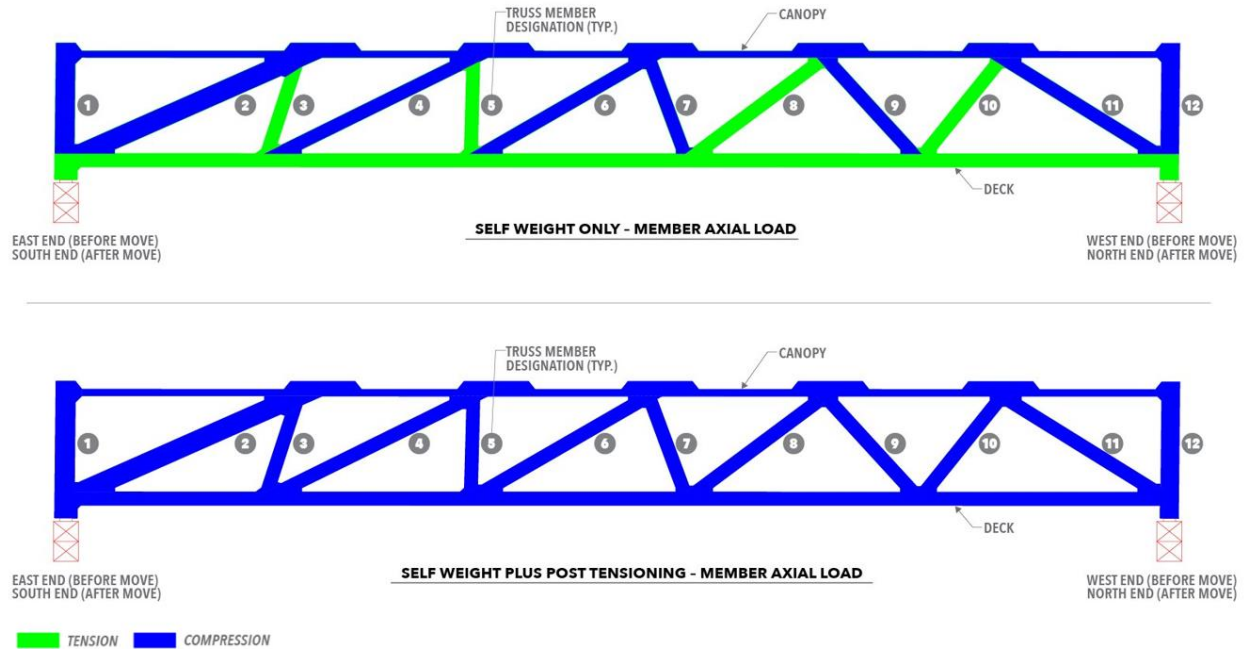 TRUSS MEMBER
DESIGNATION (TYP.)
CANOPY
1
2
3
4
5
6
7
8
9
10
11
12
DECK
EAST END (BEFORE MOVE)
SOUTH END (AFTER MOVE)
SELF WEIGHT ONLY - MEMBER AXIAL LOAD
WEST END (BEFORE MOVE)
NORTH END (AFTER MOVE)
TRUSS MEMBER
DESIGNATION (TYP.)
CANOPY
1
2
3
4
5
6
7
8
9
10
11
12
DECK
EAST END (BEFORE MOVE)
SOUTH END (AFTER MOVE)
SELF WEIGHT PLUS POST TENSIONING - MEMBER AXIAL LOAD
WEST END (BEFORE MOVE)
NORTH END (AFTER MOVE)
TENSION
COMPRESSION